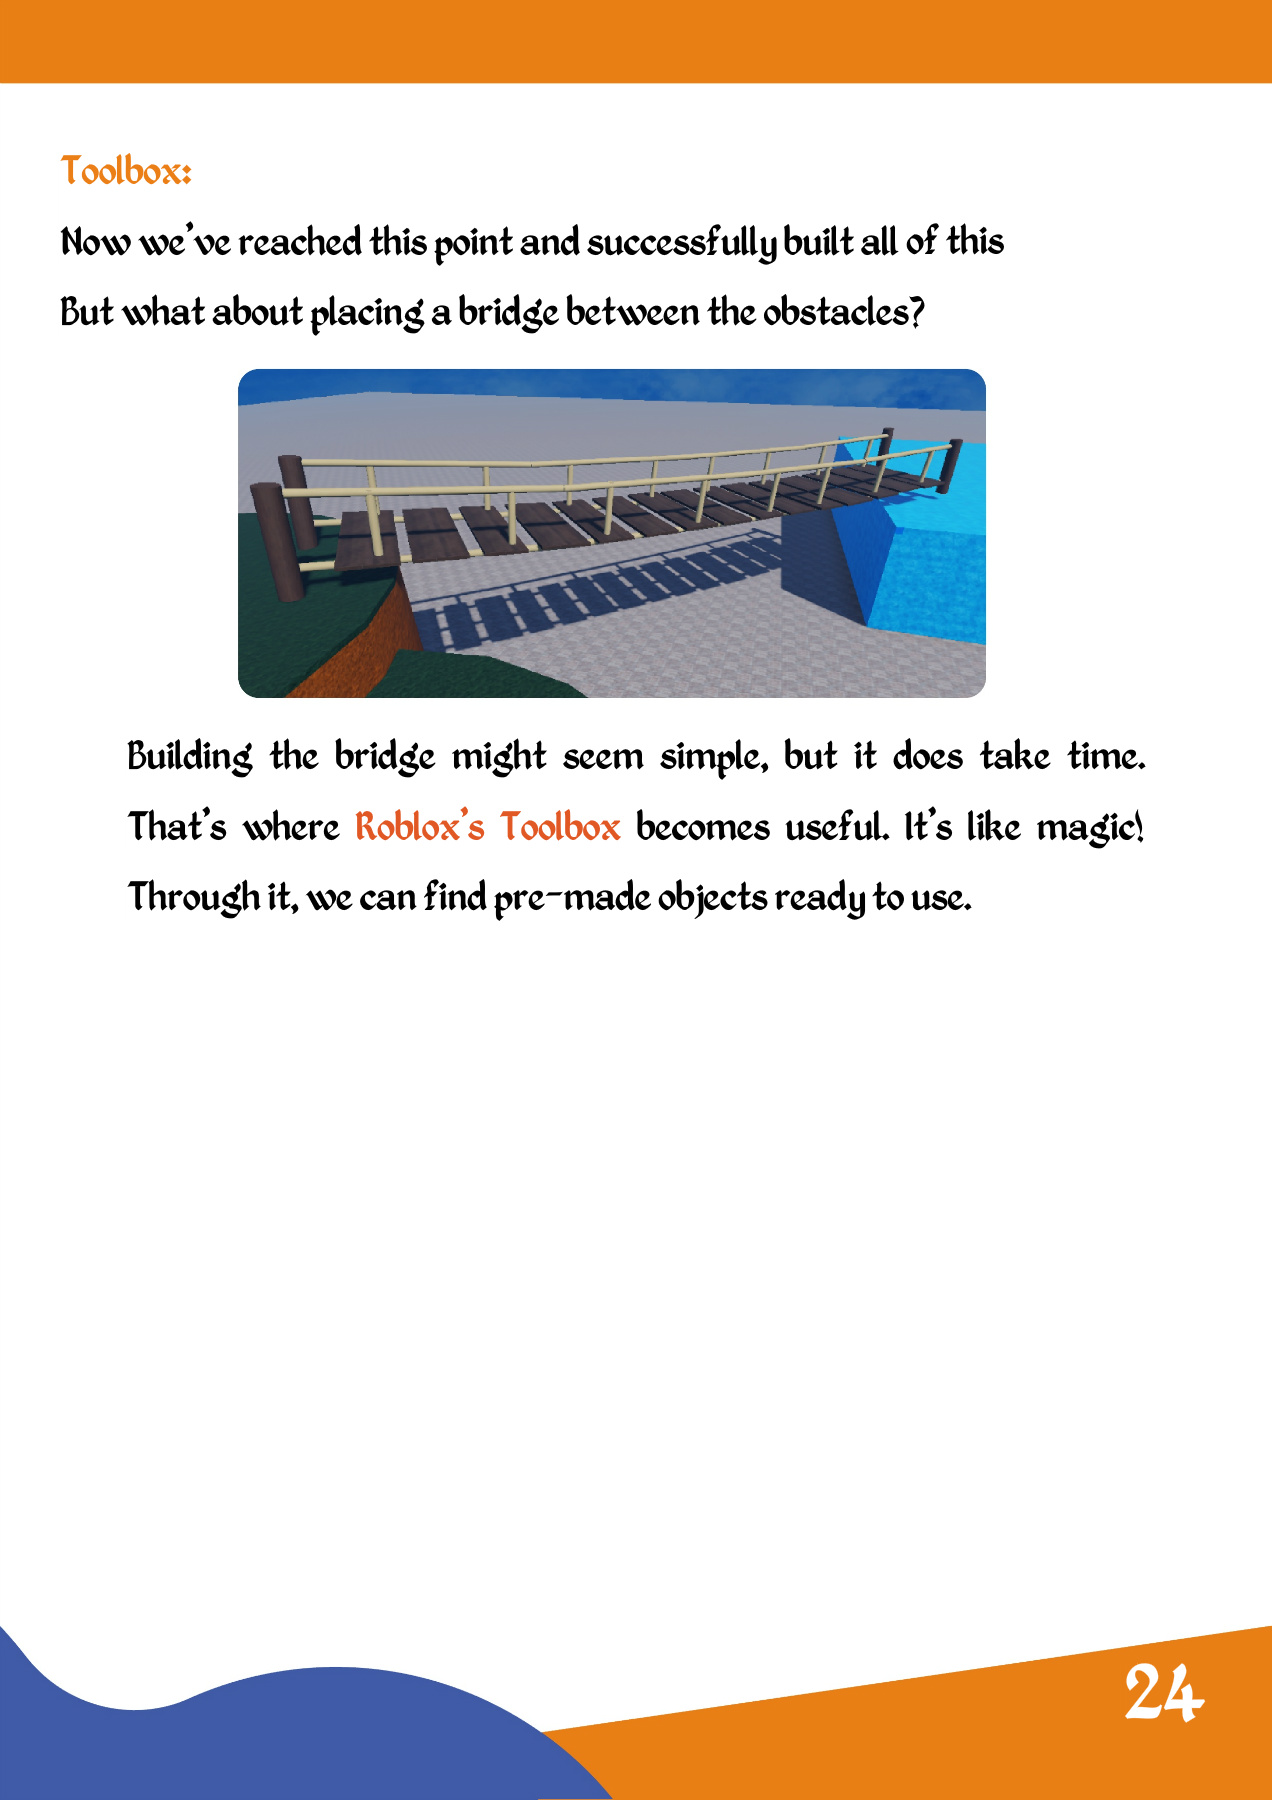 Toolbox:
Now we've reached this point and successfully built all of this
But what about placing a bridge between the obstacles?
Building the bridge might seem simple, but it does take time.
That's where Roblox's Toolbox becomes useful. It's like magic!
Through it, we can find pre-made objects ready to use.
24